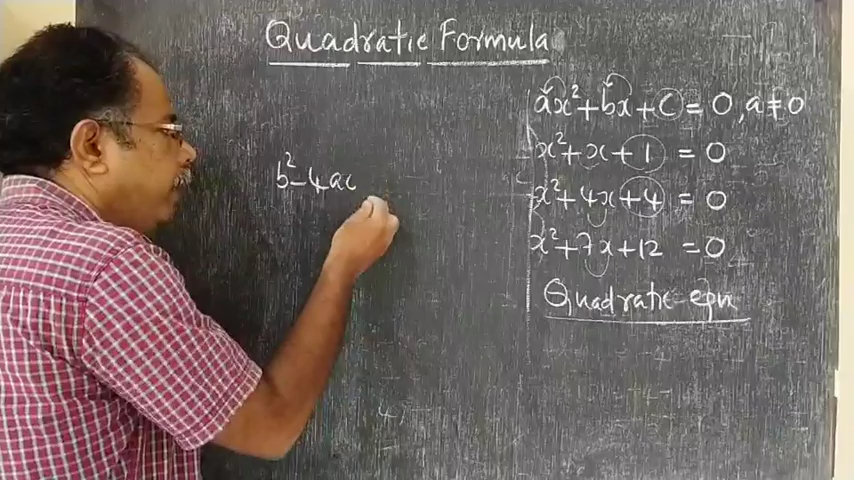 Quadratic Formula
ax²+bx+c = 0, a ≠ 0
x²+x+1 = 0
b²-4ac
x²+4x+4 = 0
x²+7x+12 = 0
Quadratic eqn